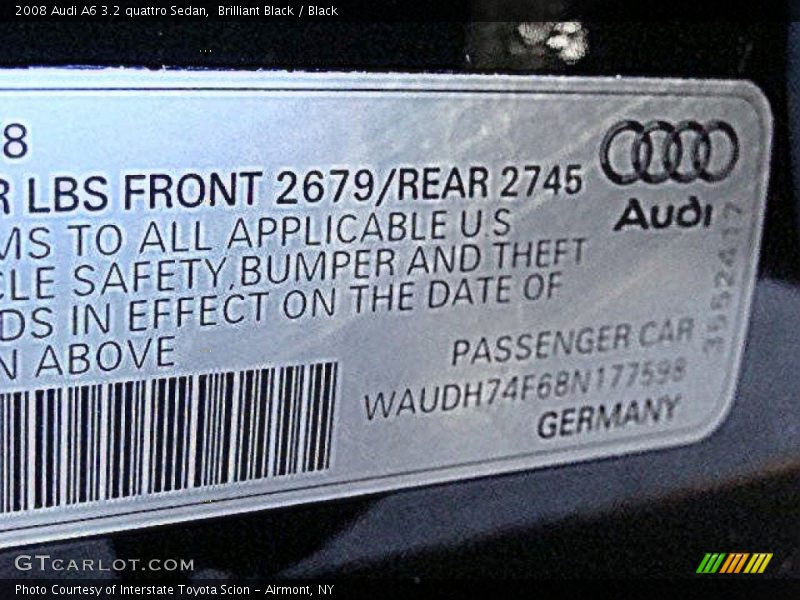 2008 Audi A6 3.2 quattro Sedan,  Brilliant Black / Black
8
R LBS FRONT 2679/REAR 2745
MS TO ALL APPLICABLE U.S
CLE SAFETY, BUMPER AND THEFT
DS IN EFFECT ON THE DATE OF
N ABOVE
Audi
3552417
PASSENGER CAR
WAUDH74F68N177598
GERMANY
GTCARLOT.COM
Photo Courtesy of Interstate Toyota Scion - Airmont, NY